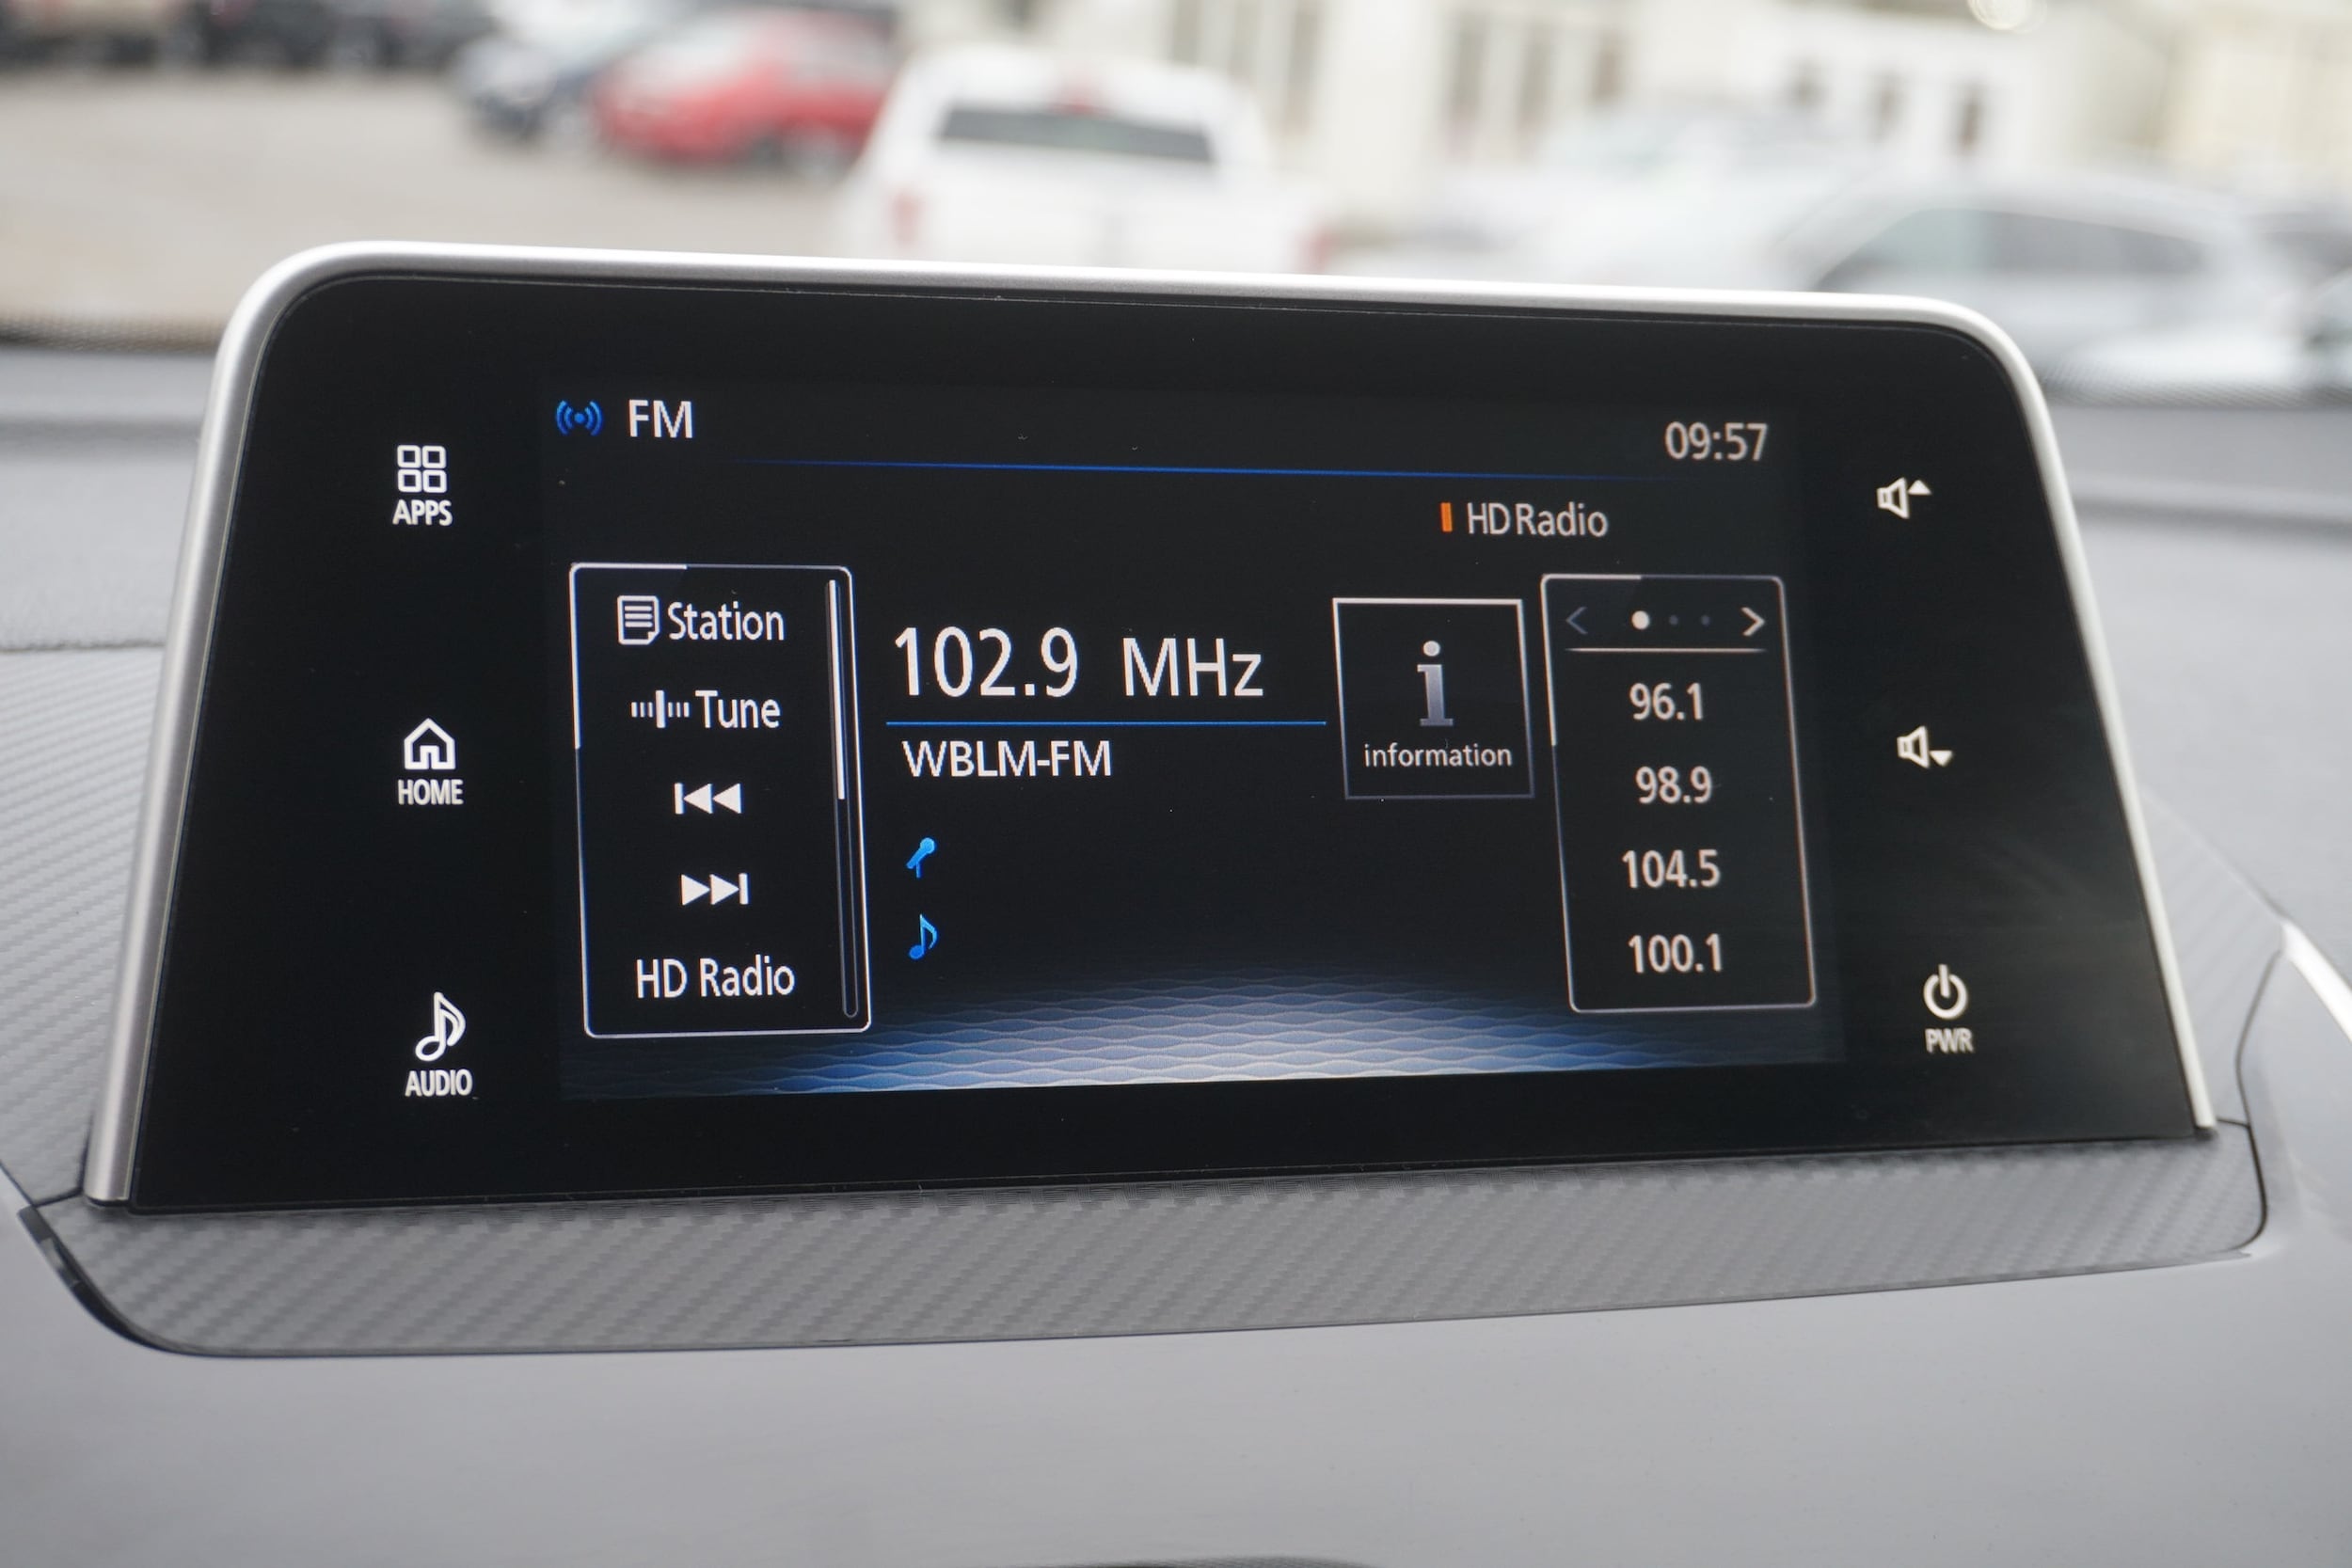 FM
09:57
APPS
HD Radio
Station
102.9 MHz
information
96.1
Tune
WBLM-FM
98.9
HOME
104.5
HD Radio
100.1
AUDIO
PWR